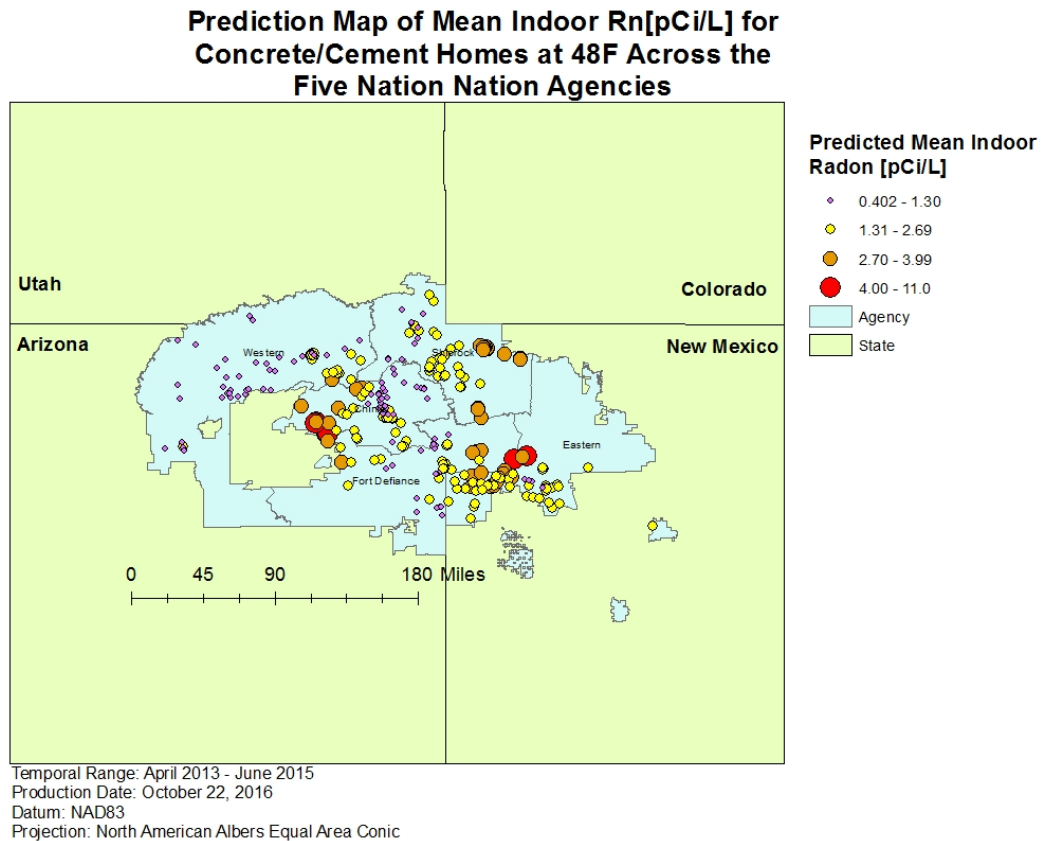 Prediction Map of Mean Indoor Rn[pCi/L] for
Concrete/Cement Homes at 48F Across the
Five Nation Nation Agencies
Predicted Mean Indoor
Radon [pCi/L]
0.402 - 1.30
1.31 - 2.69
2.70 - 3.99
4.00 - 11.0
Agency
State
Utah
Colorado
Arizona
New Mexico
Western
Shiprock
Chinle
Eastern
Fort Defiance
0 45 90 180 Miles
Temporal Range: April 2013 - June 2015
Production Date: October 22, 2016
Datum: NAD83
Projection: North American Albers Equal Area Conic